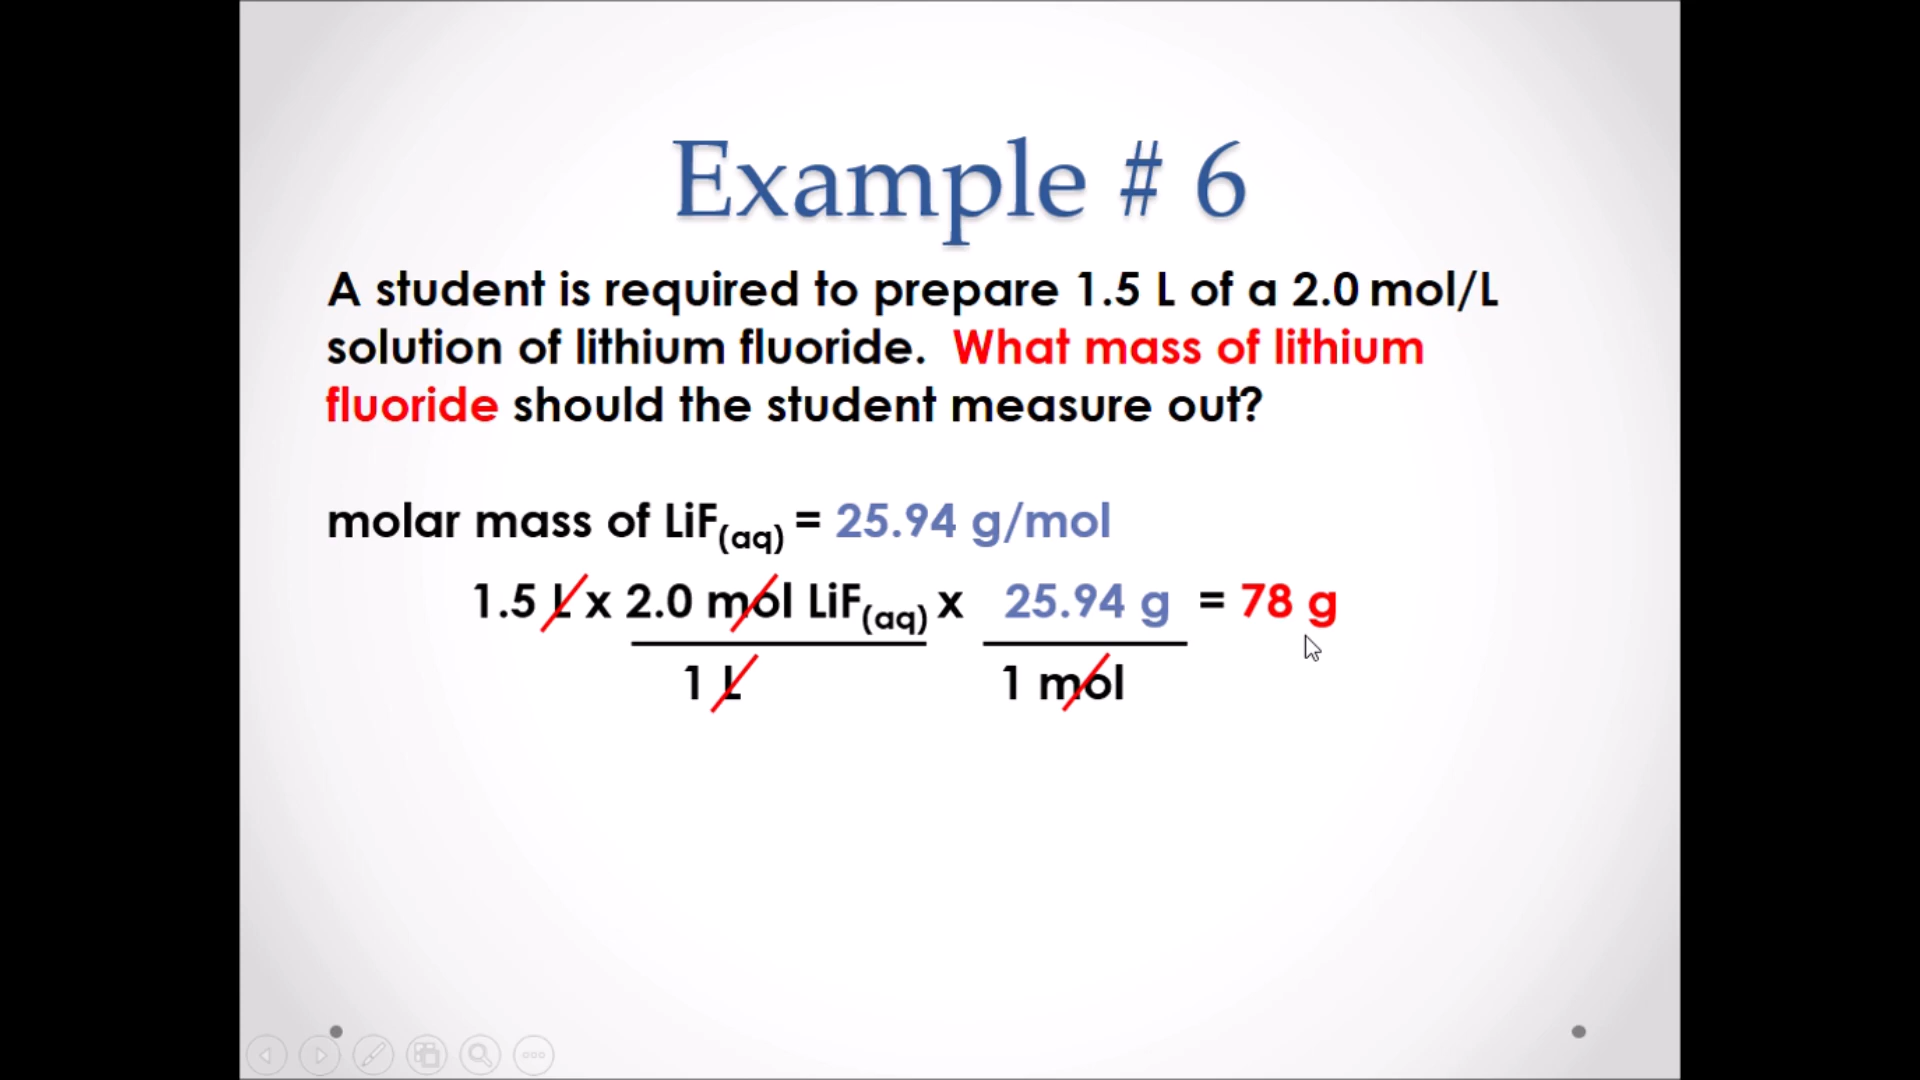 Example # 6
A student is required to prepare 1.5 L of a 2.0 mol/L
solution of lithium fluoride. What mass of lithium
fluoride should the student measure out?
molar mass of LiF(aq) = 25.94 g/mol
1.5 L x 2.0 mol LiF(aq) x 25.94 g = 78 g
1 L 1 mol